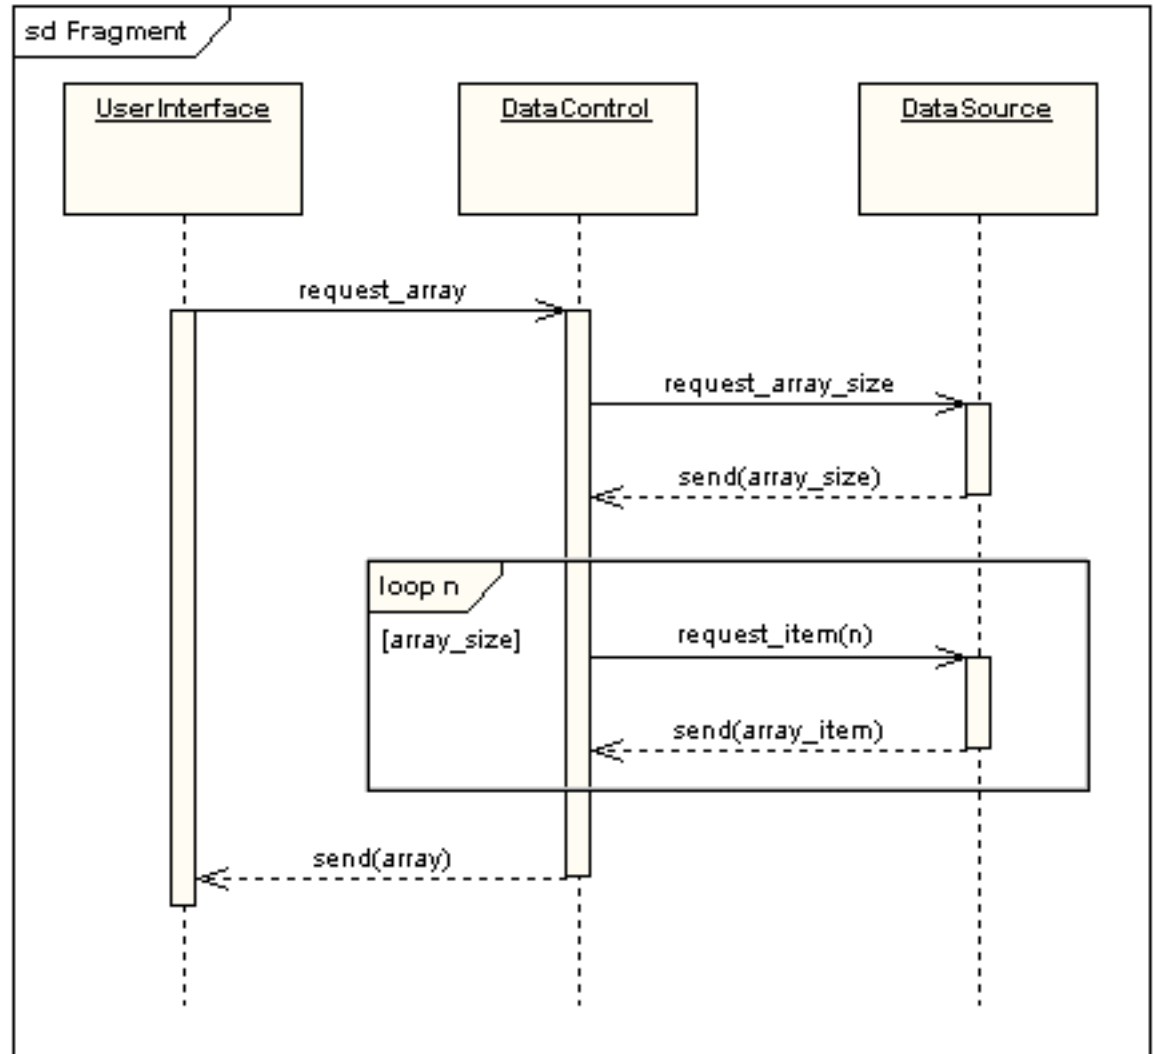 sd Fragment
UserInterface
DataControl
DataSource
request_array
request_array_size
send(array_size)
loop n
[array_size]
request_item(n)
send(array_item)
send(array)